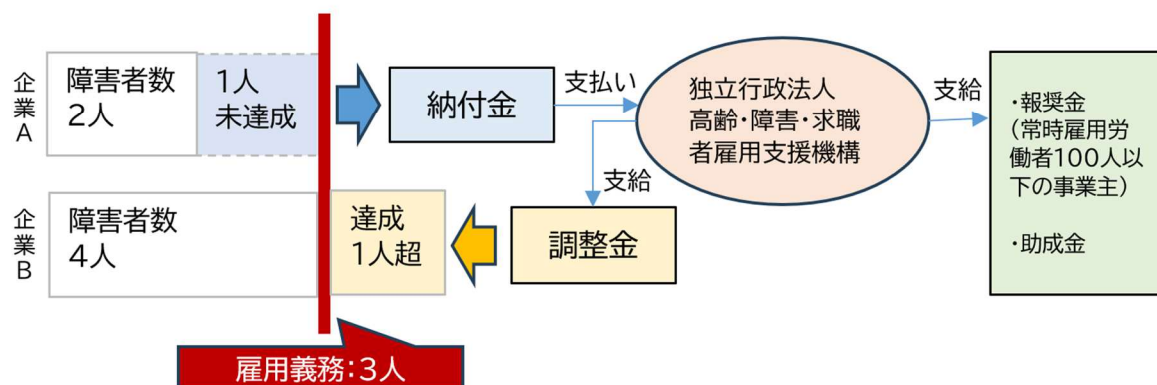 企業A
障害者数
2人
1人
未達成
納付金
支払い
独立行政法人
高齢・障害・求職
者雇用支援機構
支給
・報奨金
(常時雇用労
働者100人以
下の事業主)
・助成金
支給
企業B
障害者数
4人
達成
1人超
調整金
雇用義務:3人